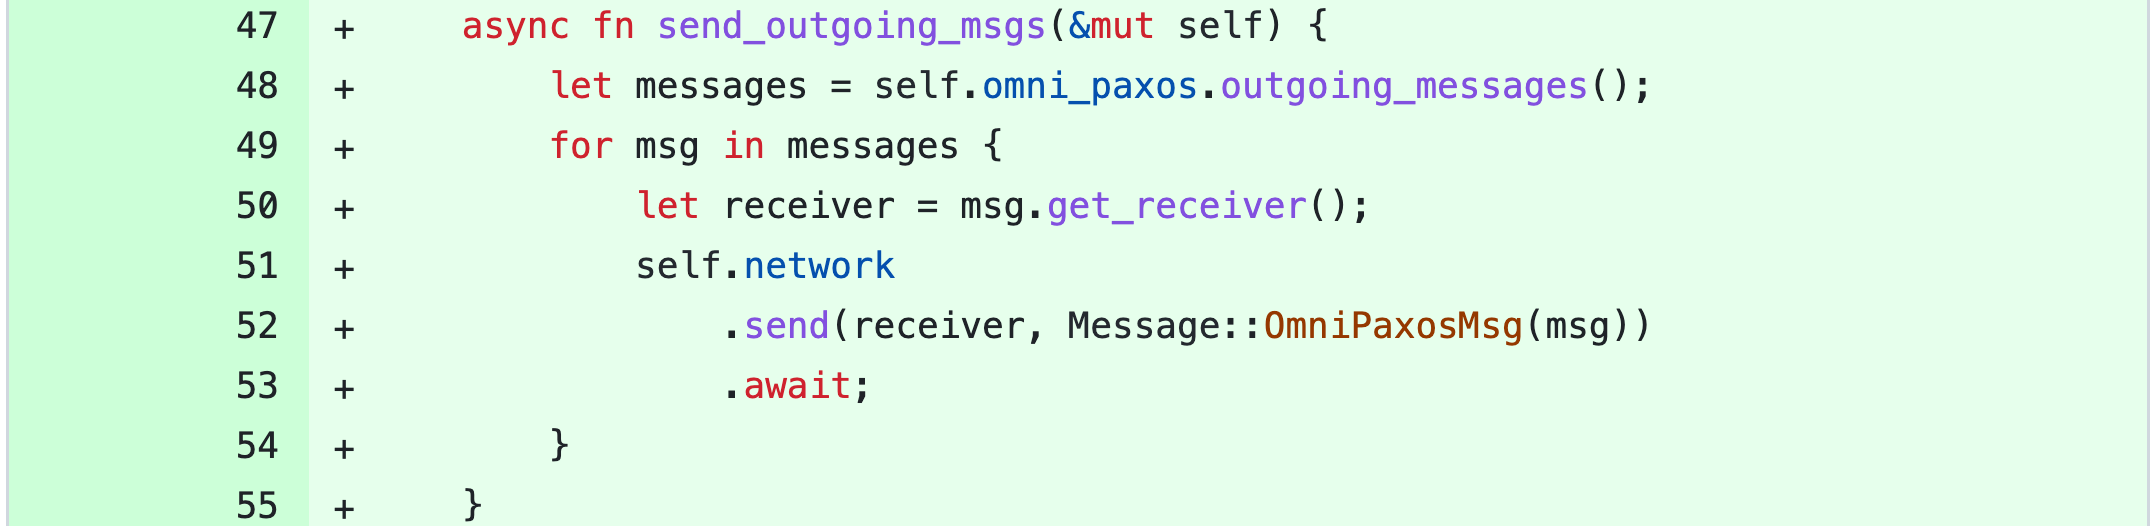 47 + async fn send_outgoing_msgs(&mut self) {
48 + let messages = self.omni_paxos.outgoing_messages();
49 + for msg in messages {
50 + let receiver = msg.get_receiver();
51 + self.network
52 + .send(receiver, Message::OmniPaxosMsg(msg))
53 + .await;
54 + }
55 + }